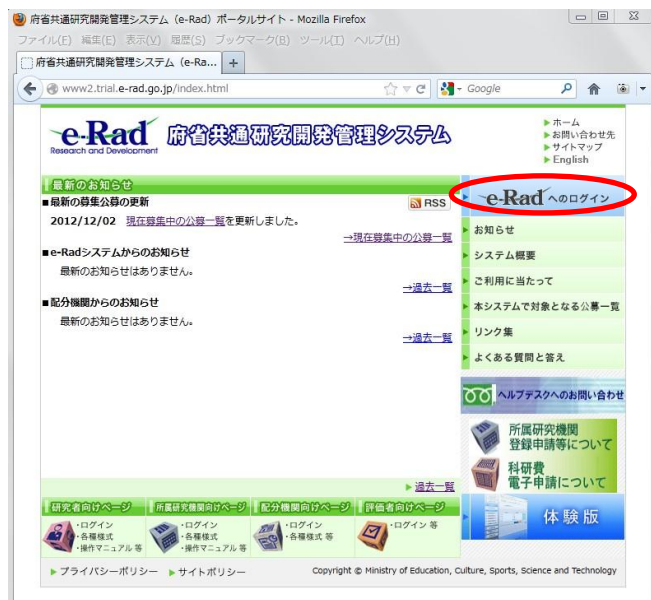 府省共通研究開発管理システム (e-Rad) ポータルサイト - Mozilla Firefox
ファイル(F) 編集(E) 表示(V) 履歴(S) ブックマーク(B) ツール(T) ヘルプ(H)
府省共通研究開発管理システム (e-Ra... +
www2.trial.e-rad.go.jp/index.html
Google
e-Rad
Research and Development
府省共通研究開発管理システム
ホーム
お問い合わせ先
サイトマップ
English
最新のお知らせ
■最新の募集公募の更新
RSS
2012/12/02 現在募集中の公募一覧を更新しました。
→現在募集中の公募一覧
■e-Radシステムからのお知らせ
最新のお知らせはありません。
→過去一覧
■配分機関からのお知らせ
最新のお知らせはありません。
→過去一覧
過去一覧
e-Rad へのログイン
お知らせ
システム概要
ご利用に当たって
本システムで対象となる公募一覧
リンク集
よくある質問と答え
ヘルプデスクへのお問い合わせ
所属研究機関
登録申請等について
科研費
電子申請について
体験版
研究者向けページ
・ログイン
・各種様式
・操作マニュアル 等
所属研究機関向けページ
・ログイン
・各種様式
・操作マニュアル 等
配分機関向けページ
・ログイン
・各種様式 等
評価者向けページ
・ログイン 等
プライバシーポリシー サイトポリシー
Copyright © Ministry of Education, Culture, Sports, Science and Technology